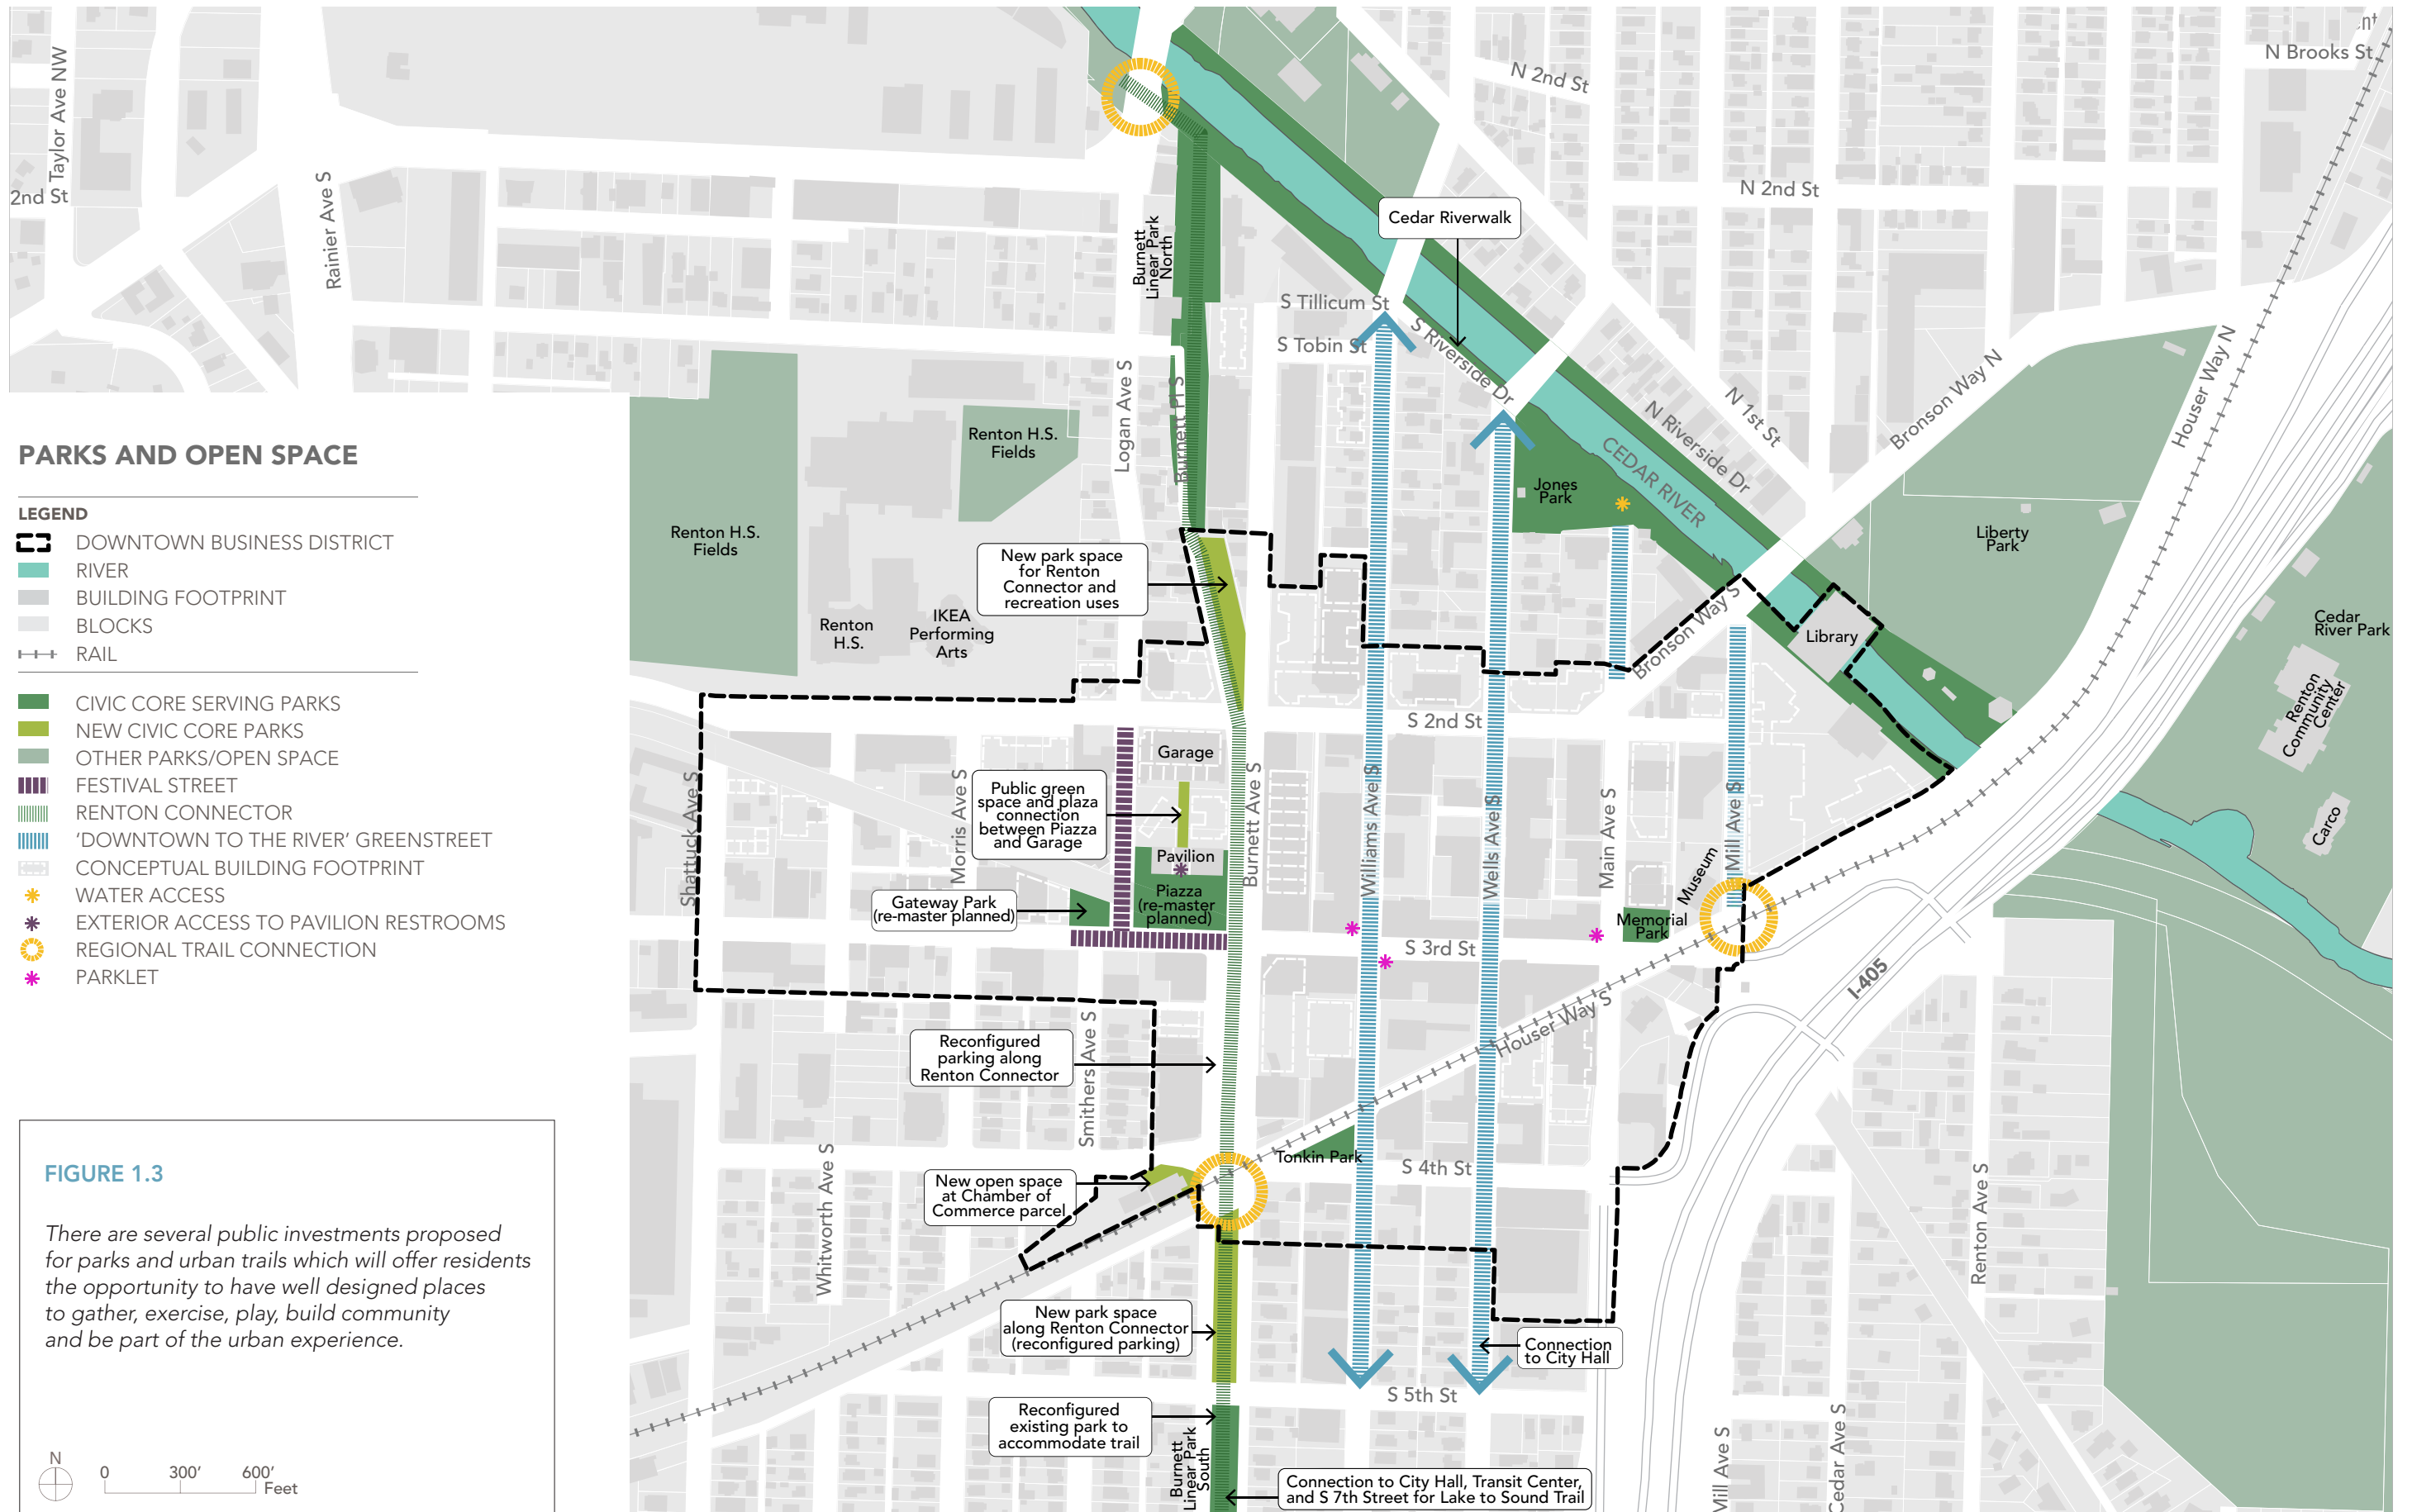 Taylor Ave NW
2nd St
Rainier Ave S
N 2nd St
N Brooks St
N 2nd St
Cedar Riverwalk
Burnett
Linear Park
North
S Tillicum St
S Tobin St
S Riverside Dr
Logan Ave S
Burnett Pl S
N 1st St
N Riverside Dr
CEDAR RIVER
Bronson Way N
Houser Way N
PARKS AND OPEN SPACE
LEGEND
DOWNTOWN BUSINESS DISTRICT
RIVER
BUILDING FOOTPRINT
BLOCKS
RAIL
CIVIC CORE SERVING PARKS
NEW CIVIC CORE PARKS
OTHER PARKS/OPEN SPACE
FESTIVAL STREET
RENTON CONNECTOR
'DOWNTOWN TO THE RIVER' GREENSTREET
CONCEPTUAL BUILDING FOOTPRINT
WATER ACCESS
EXTERIOR ACCESS TO PAVILION RESTROOMS
REGIONAL TRAIL CONNECTION
PARKLET
Renton H.S.
Fields
Renton H.S.
Fields
Jones
Park
Liberty
Park
New park space
for Renton
Connector and
recreation uses
Renton
H.S.
IKEA
Performing
Arts
Bronson Way S
Library
Cedar
River Park
Renton
Community
Center
Carco
S 2nd St
Garage
Public green
space and plaza
connection
between Piazza
and Garage
Shattuck Ave S
Morris Ave S
Burnett Ave S
Williams Ave S
Wells Ave S
Main Ave S
Mill Ave S
Museum
Pavilion
Piazza
(re-master
planned)
Gateway Park
(re-master planned)
Memorial
Park
S 3rd St
I-405
Houser Way S
Reconfigured
parking along
Renton Connector
Smithers Ave S
Tonkin Park
S 4th St
New open space
at Chamber of
Commerce parcel
Whitworth Ave S
Renton Ave S
New park space
along Renton Connector
(reconfigured parking)
Connection
to City Hall
S 5th St
Reconfigured
existing park to
accommodate trail
Burnett
Linear Park
South
Connection to City Hall, Transit Center,
and S 7th Street for Lake to Sound Trail
Mill Ave S
Cedar Ave S
FIGURE 1.3
There are several public investments proposed
for parks and urban trails which will offer residents
the opportunity to have well designed places
to gather, exercise, play, build community
and be part of the urban experience.
N
0 300' 600'
Feet